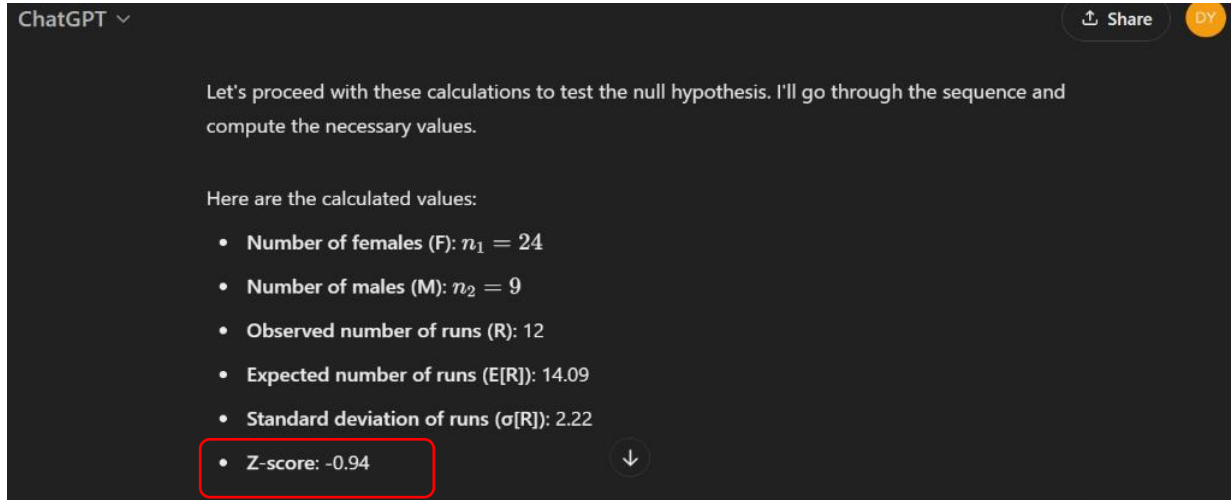 ChatGPT
Share
DY
Let's proceed with these calculations to test the null hypothesis. I'll go through the sequence and
compute the necessary values.
Here are the calculated values:
• Number of females (F): n₁ = 24
• Number of males (M): n₂ = 9
• Observed number of runs (R): 12
• Expected number of runs (E[R]): 14.09
• Standard deviation of runs (σ[R]): 2.22
• Z-score: -0.94